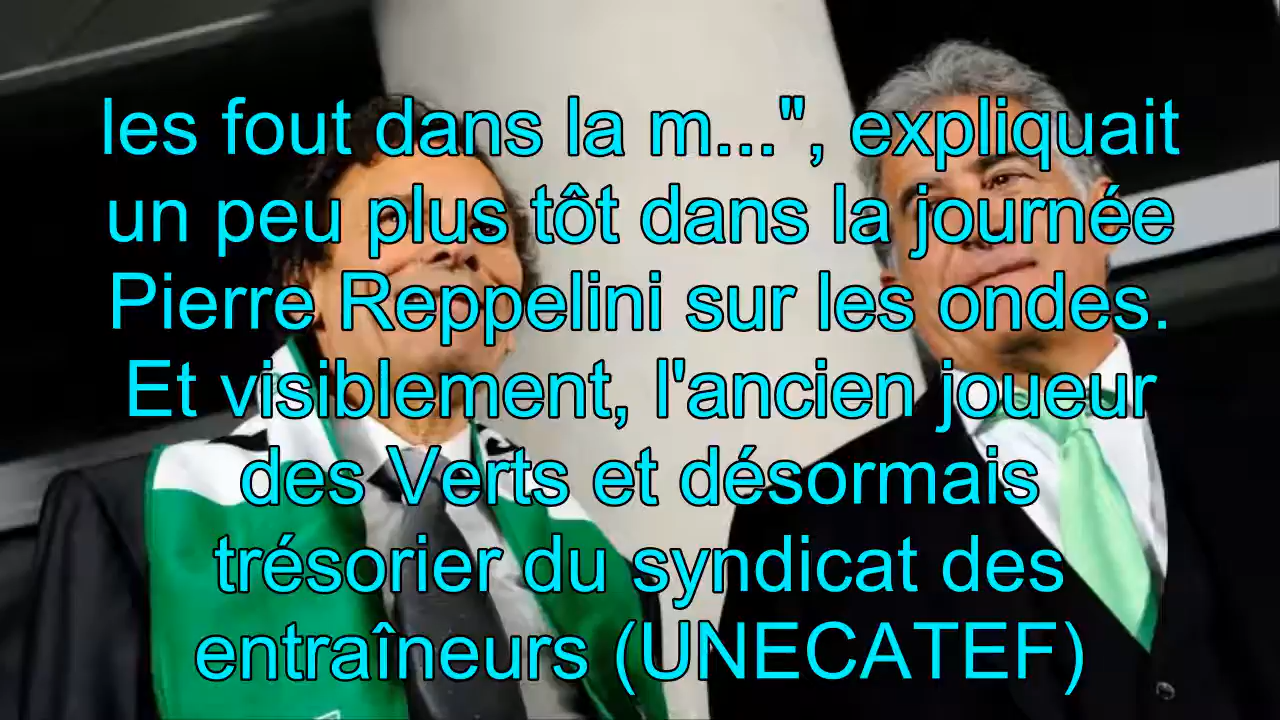 les fout dans la m...", expliquait
un peu plus tôt dans la journée
Pierre Reppelini sur les ondes.
Et visiblement, l'ancien joueur
des Verts et désormais
trésorier du syndicat des
entraîneurs (UNECATEF)